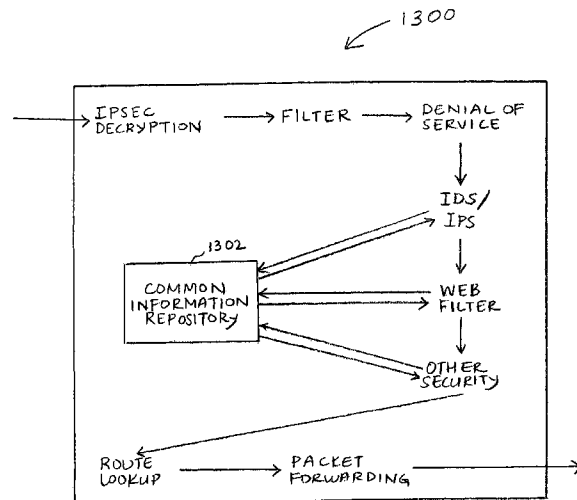 1300
IPSEC
DECRYPTION
FILTER
DENIAL OF
SERVICE
IDS/
IPS
1302
COMMON
INFORMATION
REPOSITORY
WEB
FILTER
OTHER
SECURITY
ROUTE
LOOKUP
PACKET
FORWARDING